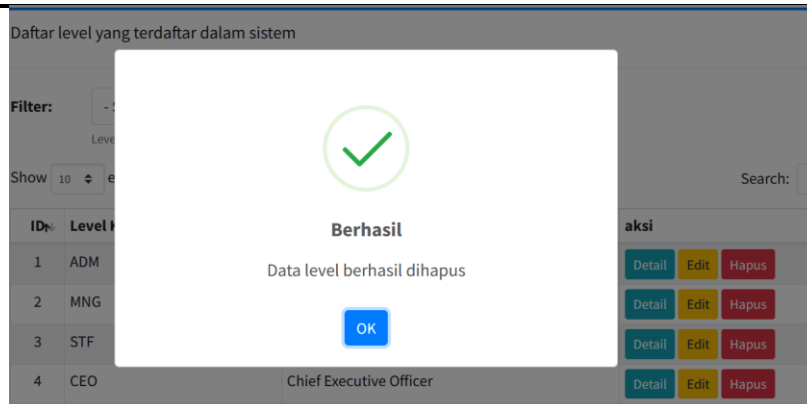 Daftar level yang terdaftar dalam sistem
Filter:
Leve
Show 10
Search:
ID Level aksi
Berhasil
Data level berhasil dihapus
OK
1 ADM Detail Edit Hapus
2 MNG Detail Edit Hapus
3 STF Detail Edit Hapus
4 CEO Chief Executive Officer Detail Edit Hapus